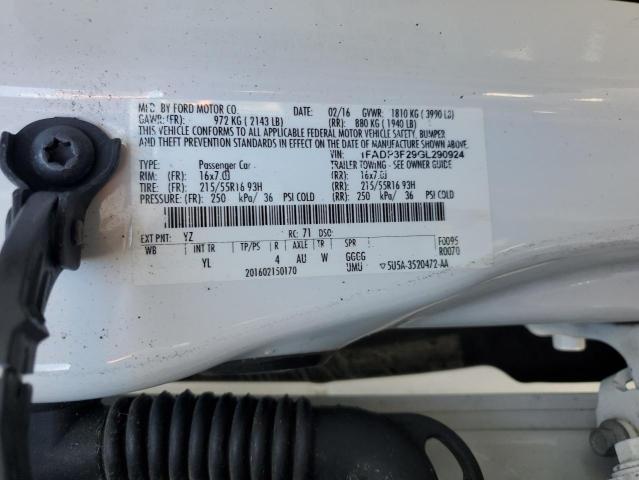 MFD. BY FORD MOTOR CO. 02/16 GVWR: 1810 KG ( 3990 LB)
GAWR: (FR): 972 KG ( 2143 LB) (RR): 880 KG ( 1940 LB)
THIS VEHICLE CONFORMS TO ALL APPLICABLE FEDERAL MOTOR VEHICLE SAFETY, BUMPER
AND THEFT PREVENTION STANDARDS IN EFFECT ON THE DATE OF MANUFACTURE SHOWN ABOVE.
VIN: 1FADP3F29GL290924
TYPE: Passenger Car TRAILER TOWING - SEE OWNER GUIDE
RIM: (FR): 16x7.0J (RR): 16x7.0J
TIRE: (FR): 215/55R16 93H (RR): 215/55R16 93H
PRESSURE: (FR): 250 kPa/ 36 PSI COLD (RR): 250 kPa/ 36 PSI COLD
EXT PNT: YZ RC: 71 DSO: F0095
WB INT TR TP/PS R AXLE TR SPR R0070
YL 4 AU W GGCG
201602150170 UMU ▽ 5U5A-3520472-AA